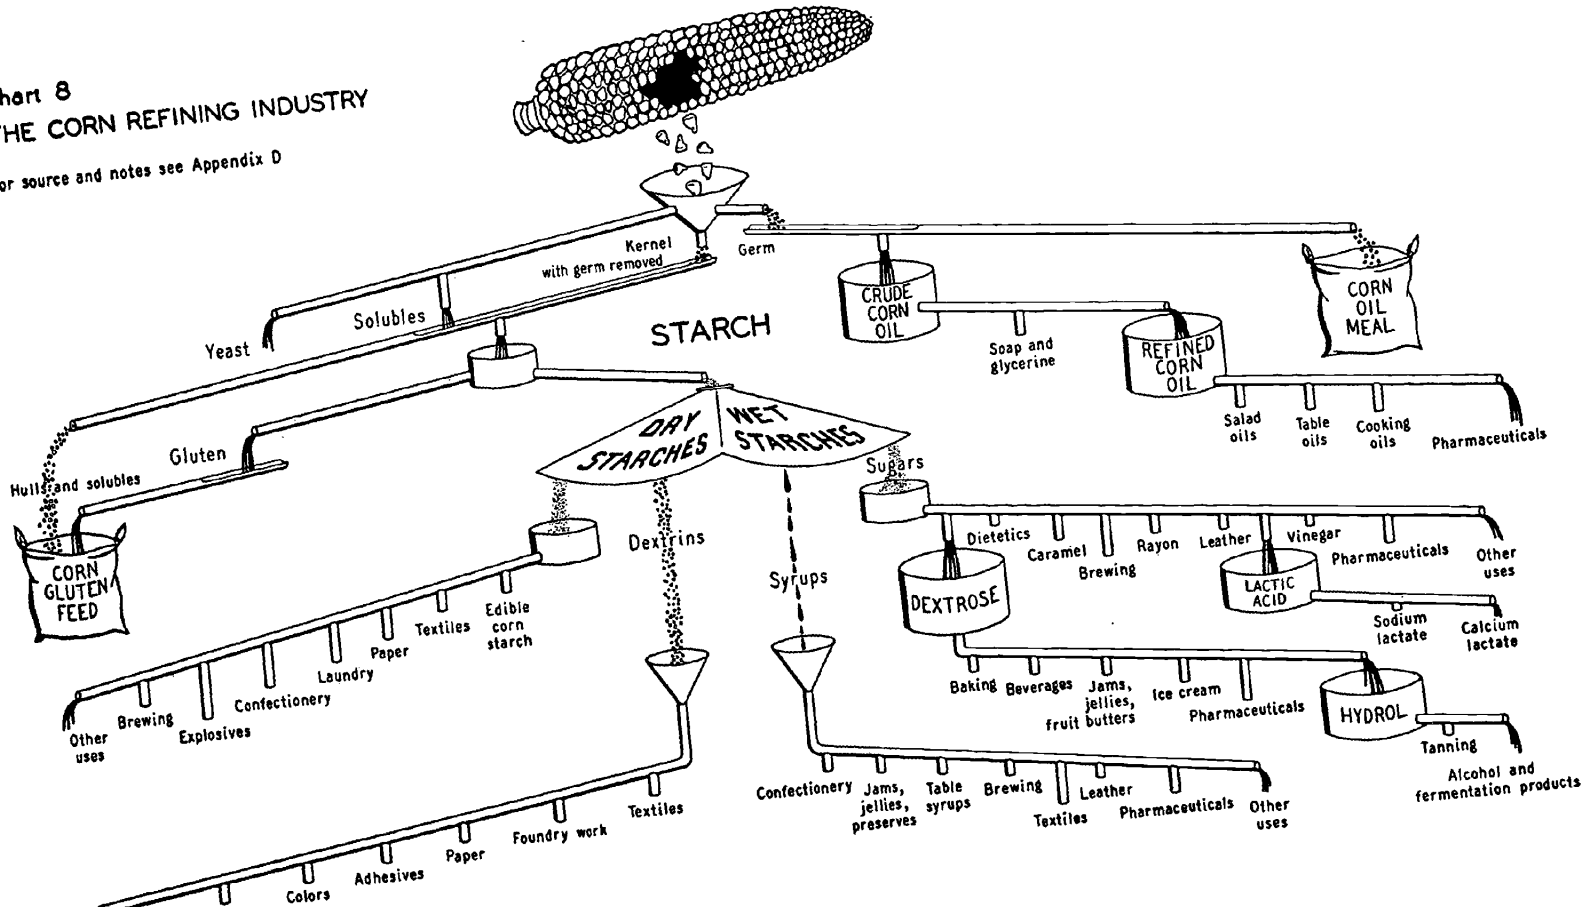 hart 8
THE CORN REFINING INDUSTRY
or source and notes see Appendix D
Kernel
with germ removed
Germ
Solubles
Yeast
STARCH
CRUDE
CORN
OIL
Soap and
glycerine
REFINED
CORN
OIL
CORN
OIL
MEAL
Salad
oils
Table
oils
Cooking
oils
Pharmaceuticals
DRY
STARCHES
WET
STARCHES
Gluten
Hulls and solubles
CORN
GLUTEN
FEED
Sugars
Dextrins
Syrups
Dietetics
Caramel
Brewing
Rayon
Leather
Vinegar
Pharmaceuticals
Other
uses
DEXTROSE
LACTIC
ACID
Sodium
lactate
Calcium
lactate
Edible
corn
starch
Textiles
Paper
Laundry
Confectionery
Explosives
Brewing
Other
uses
Baking
Beverages
Jams,
jellies,
fruit butters
Ice cream
Pharmaceuticals
HYDROL
Tanning
Alcohol and
fermentation products
Confectionery
Jams,
jellies,
preserves
Table
syrups
Brewing
Textiles
Leather
Pharmaceuticals
Other
uses
Textiles
Foundry work
Paper
Adhesives
Colors